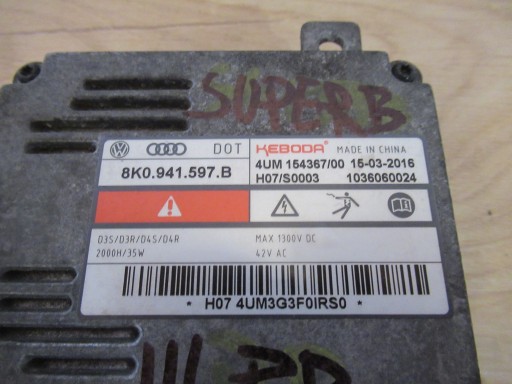 SUPERB
DOT KEBODA MADE IN CHINA
8K0.941.597.B 4UM 154367/00 15-03-2016
H07/S0003 1036060024
D3S/D3R/D4S/D4R MAX 1300V DC
2000H/35W 42V AC
* H07 4UM3G3F0IRS0 *